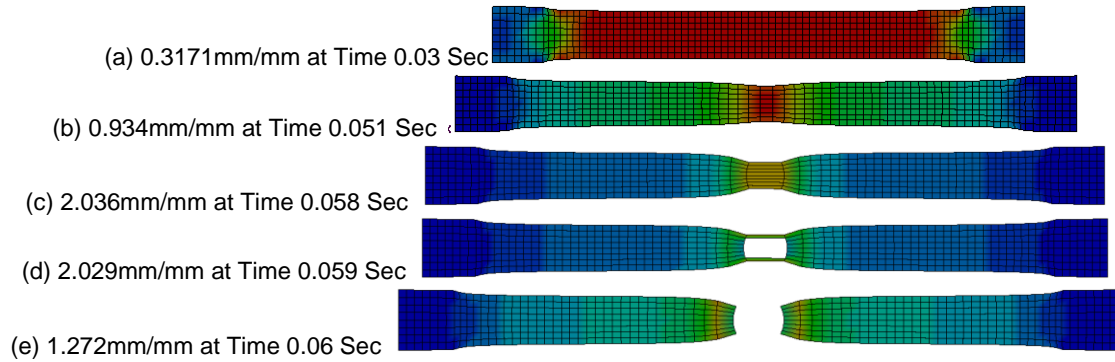 (a) 0.3171mm/mm at Time 0.03 Sec
(b) 0.934mm/mm at Time 0.051 Sec
(c) 2.036mm/mm at Time 0.058 Sec
(d) 2.029mm/mm at Time 0.059 Sec
(e) 1.272mm/mm at Time 0.06 Sec